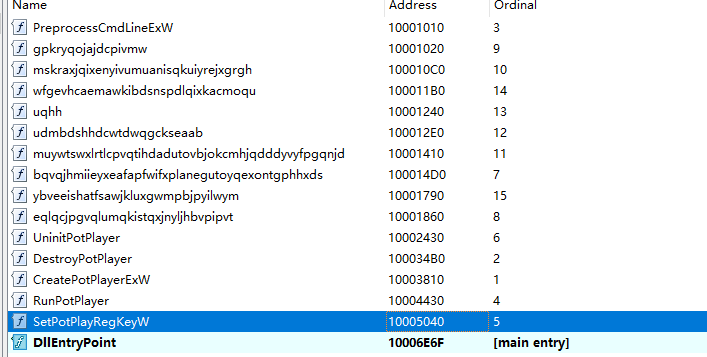 Name Address Ordinal
PreprocessCmdLineExW 10001010 3
gpkryqojajdcpivmw 10001020 9
mskraxjqixenyivumuanisqkuiyrejxgrgh 100010C0 10
wfgevhcaemawkibdsnspdlqixkacmoqu 100011B0 14
uqhh 10001240 13
udmbdshhdcwtdwqgckseaab 100012E0 12
muywtswxlrtlcpvqtihdadutovbjokcmhjqdddyvyfpgqnjd 10001410 11
bqvqjhmiieyxeafapfwifxplanegutoyqexontgphhxds 100014D0 7
ybveeishatfsawjkluxgwmpbjpyilwym 10001790 15
eqlqcjpgvqlumqkistqxjnyljhbvpipvt 10001860 8
UninitPotPlayer 10002430 6
DestroyPotPlayer 100034B0 2
CreatePotPlayerExW 10003810 1
RunPotPlayer 10004430 4
SetPotPlayRegKeyW 10005040 5
DllEntryPoint 10006E6F [main entry]